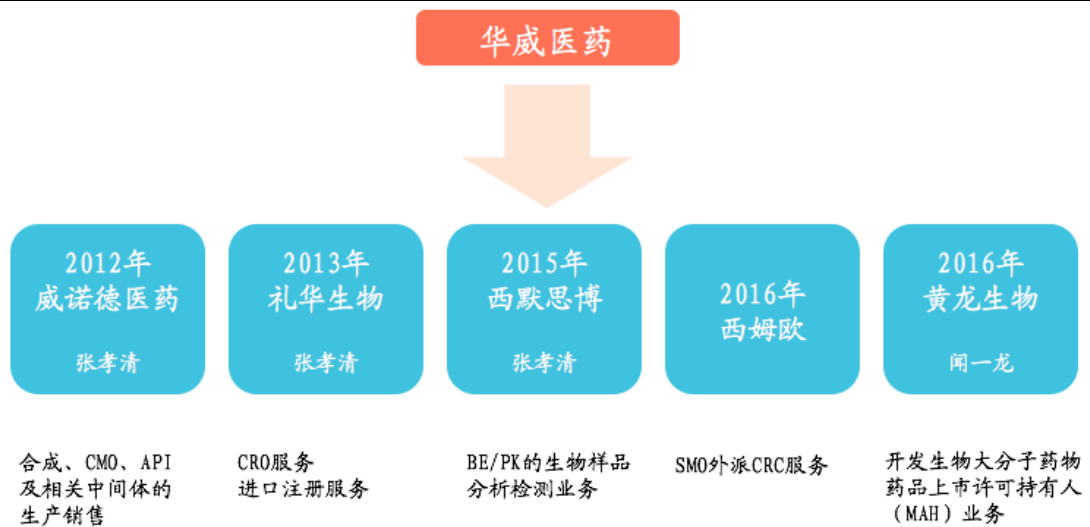 华威医药
2012年
威诺德医药
张孝清
2013年
礼华生物
张孝清
2015年
西默思博
张孝清
2016年
西姆欧
2016年
黄龙生物
闻一龙
合成、CMO、API
及相关中间体的
生产销售
CRO服务
进口注册服务
BE/PK的生物样品
分析检测业务
SMO外派CRC服务
开发生物大分子药物
药品上市许可持有人
（MAH）业务